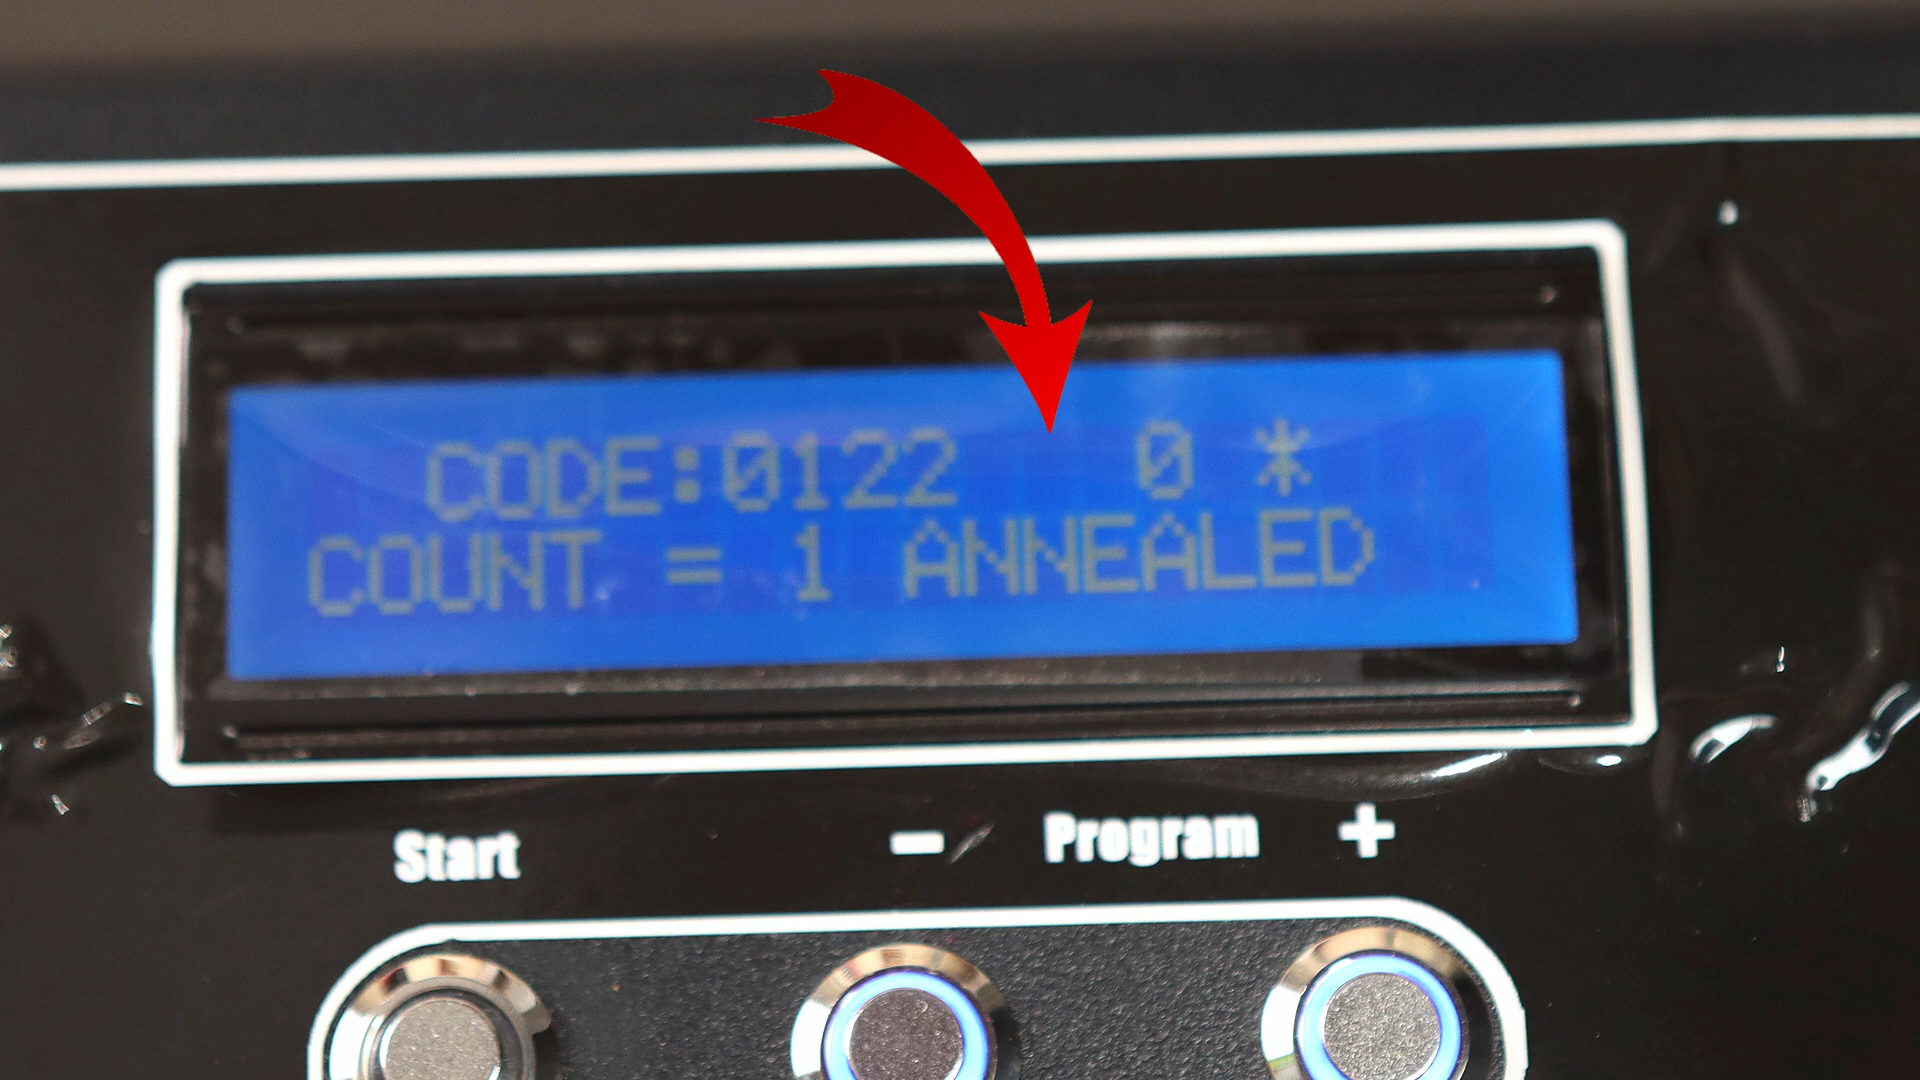 CODE:0122 0 *
COUNT = 1 ANNEALED
Start - Program +